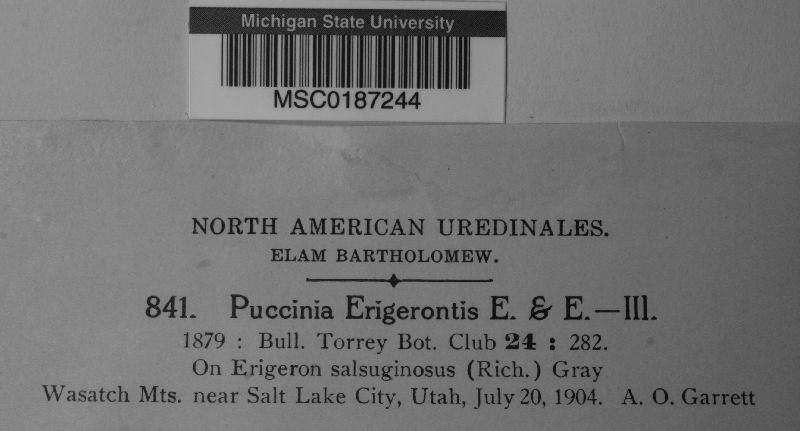 Michigan State University
MSC0187244
NORTH AMERICAN UREDINALES.
ELAM BARTHOLOMEW.
841. Puccinia Erigerontis E. & E.—III.
1879 : Bull. Torrey Bot. Club 24 : 282.
On Erigeron salsuginosus (Rich.) Gray
Wasatch Mts. near Salt Lake City, Utah, July 20, 1904. A. O. Garrett